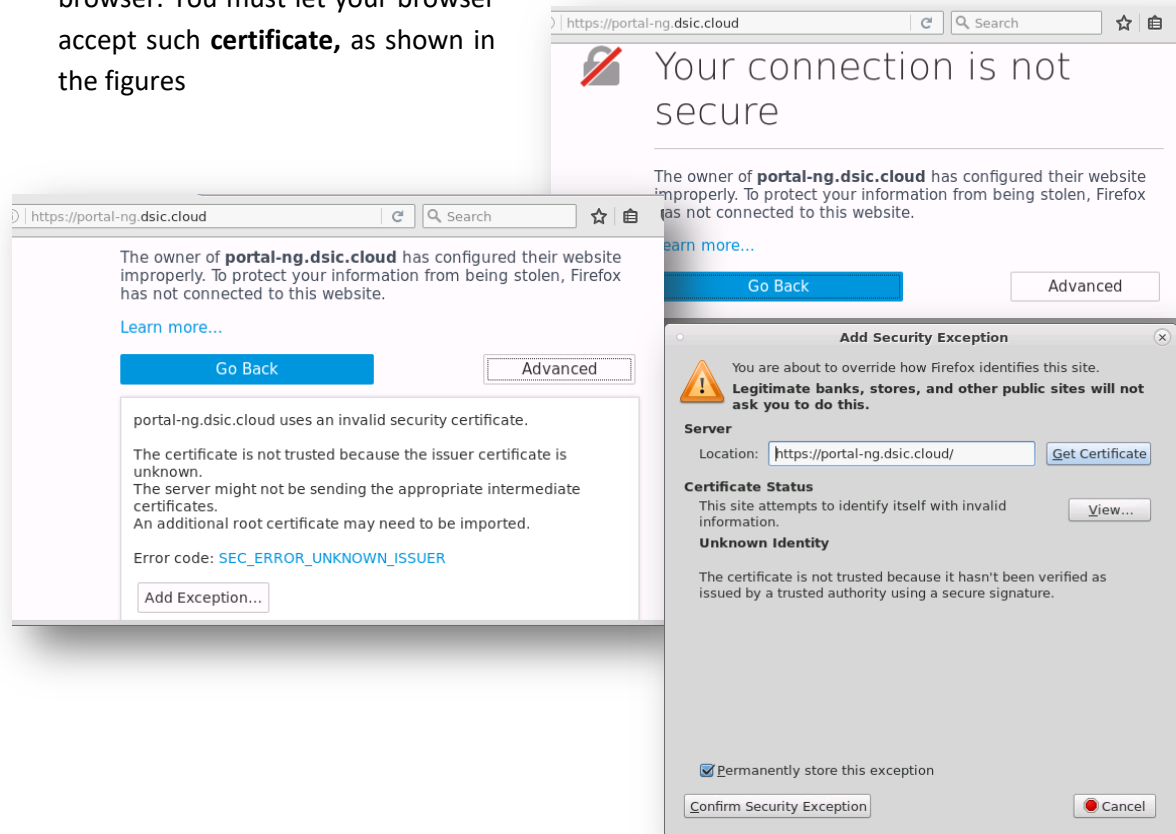 browser. You must let your browser
accept such certificate, as shown in
the figures
https://portal-ng.dsic.cloud
Search
Your connection is not
secure
The owner of portal-ng.dsic.cloud has configured their website
improperly. To protect your information from being stolen, Firefox
has not connected to this website.
Learn more...
Go Back
Advanced
https://portal-ng.dsic.cloud
Search
The owner of portal-ng.dsic.cloud has configured their website
improperly. To protect your information from being stolen, Firefox
has not connected to this website.
Learn more...
Go Back
Advanced
portal-ng.dsic.cloud uses an invalid security certificate.
The certificate is not trusted because the issuer certificate is
unknown.
The server might not be sending the appropriate intermediate
certificates.
An additional root certificate may need to be imported.
Error code: SEC_ERROR_UNKNOWN_ISSUER
Add Exception...
Add Security Exception
You are about to override how Firefox identifies this site.
Legitimate banks, stores, and other public sites will not
ask you to do this.
Server
Location: https://portal-ng.dsic.cloud/
Get Certificate
Certificate Status
This site attempts to identify itself with invalid
information.
View...
Unknown Identity
The certificate is not trusted because it hasn't been verified as
issued by a trusted authority using a secure signature.
Permanently store this exception
Confirm Security Exception
Cancel